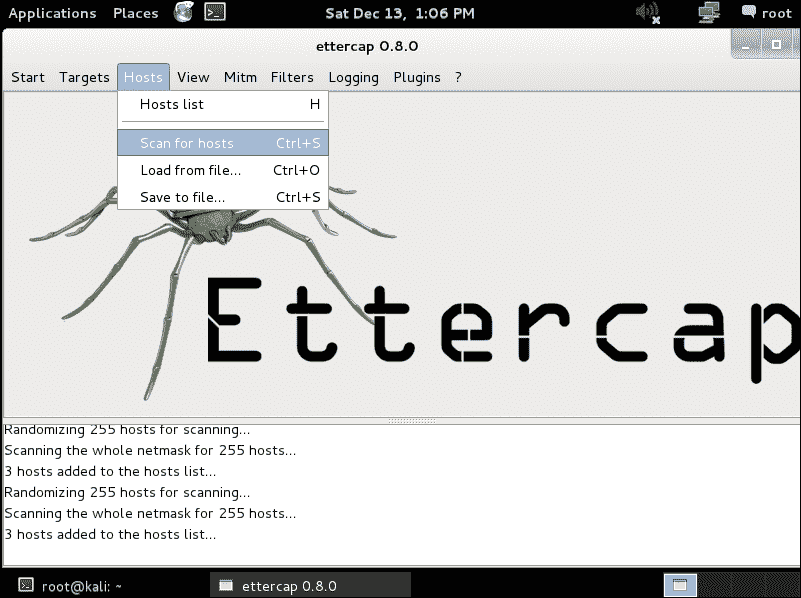 Applications Places Sat Dec 13, 1:06 PM root
ettercap 0.8.0
Start Targets Hosts View Mitm Filters Logging Plugins ?
Hosts list H
Scan for hosts Ctrl+S
Load from file... Ctrl+O
Save to file... Ctrl+S
Ettercap
Randomizing 255 hosts for scanning...
Scanning the whole netmask for 255 hosts...
3 hosts added to the hosts list...
Randomizing 255 hosts for scanning...
Scanning the whole netmask for 255 hosts...
3 hosts added to the hosts list...
root@kali: ~ ettercap 0.8.0